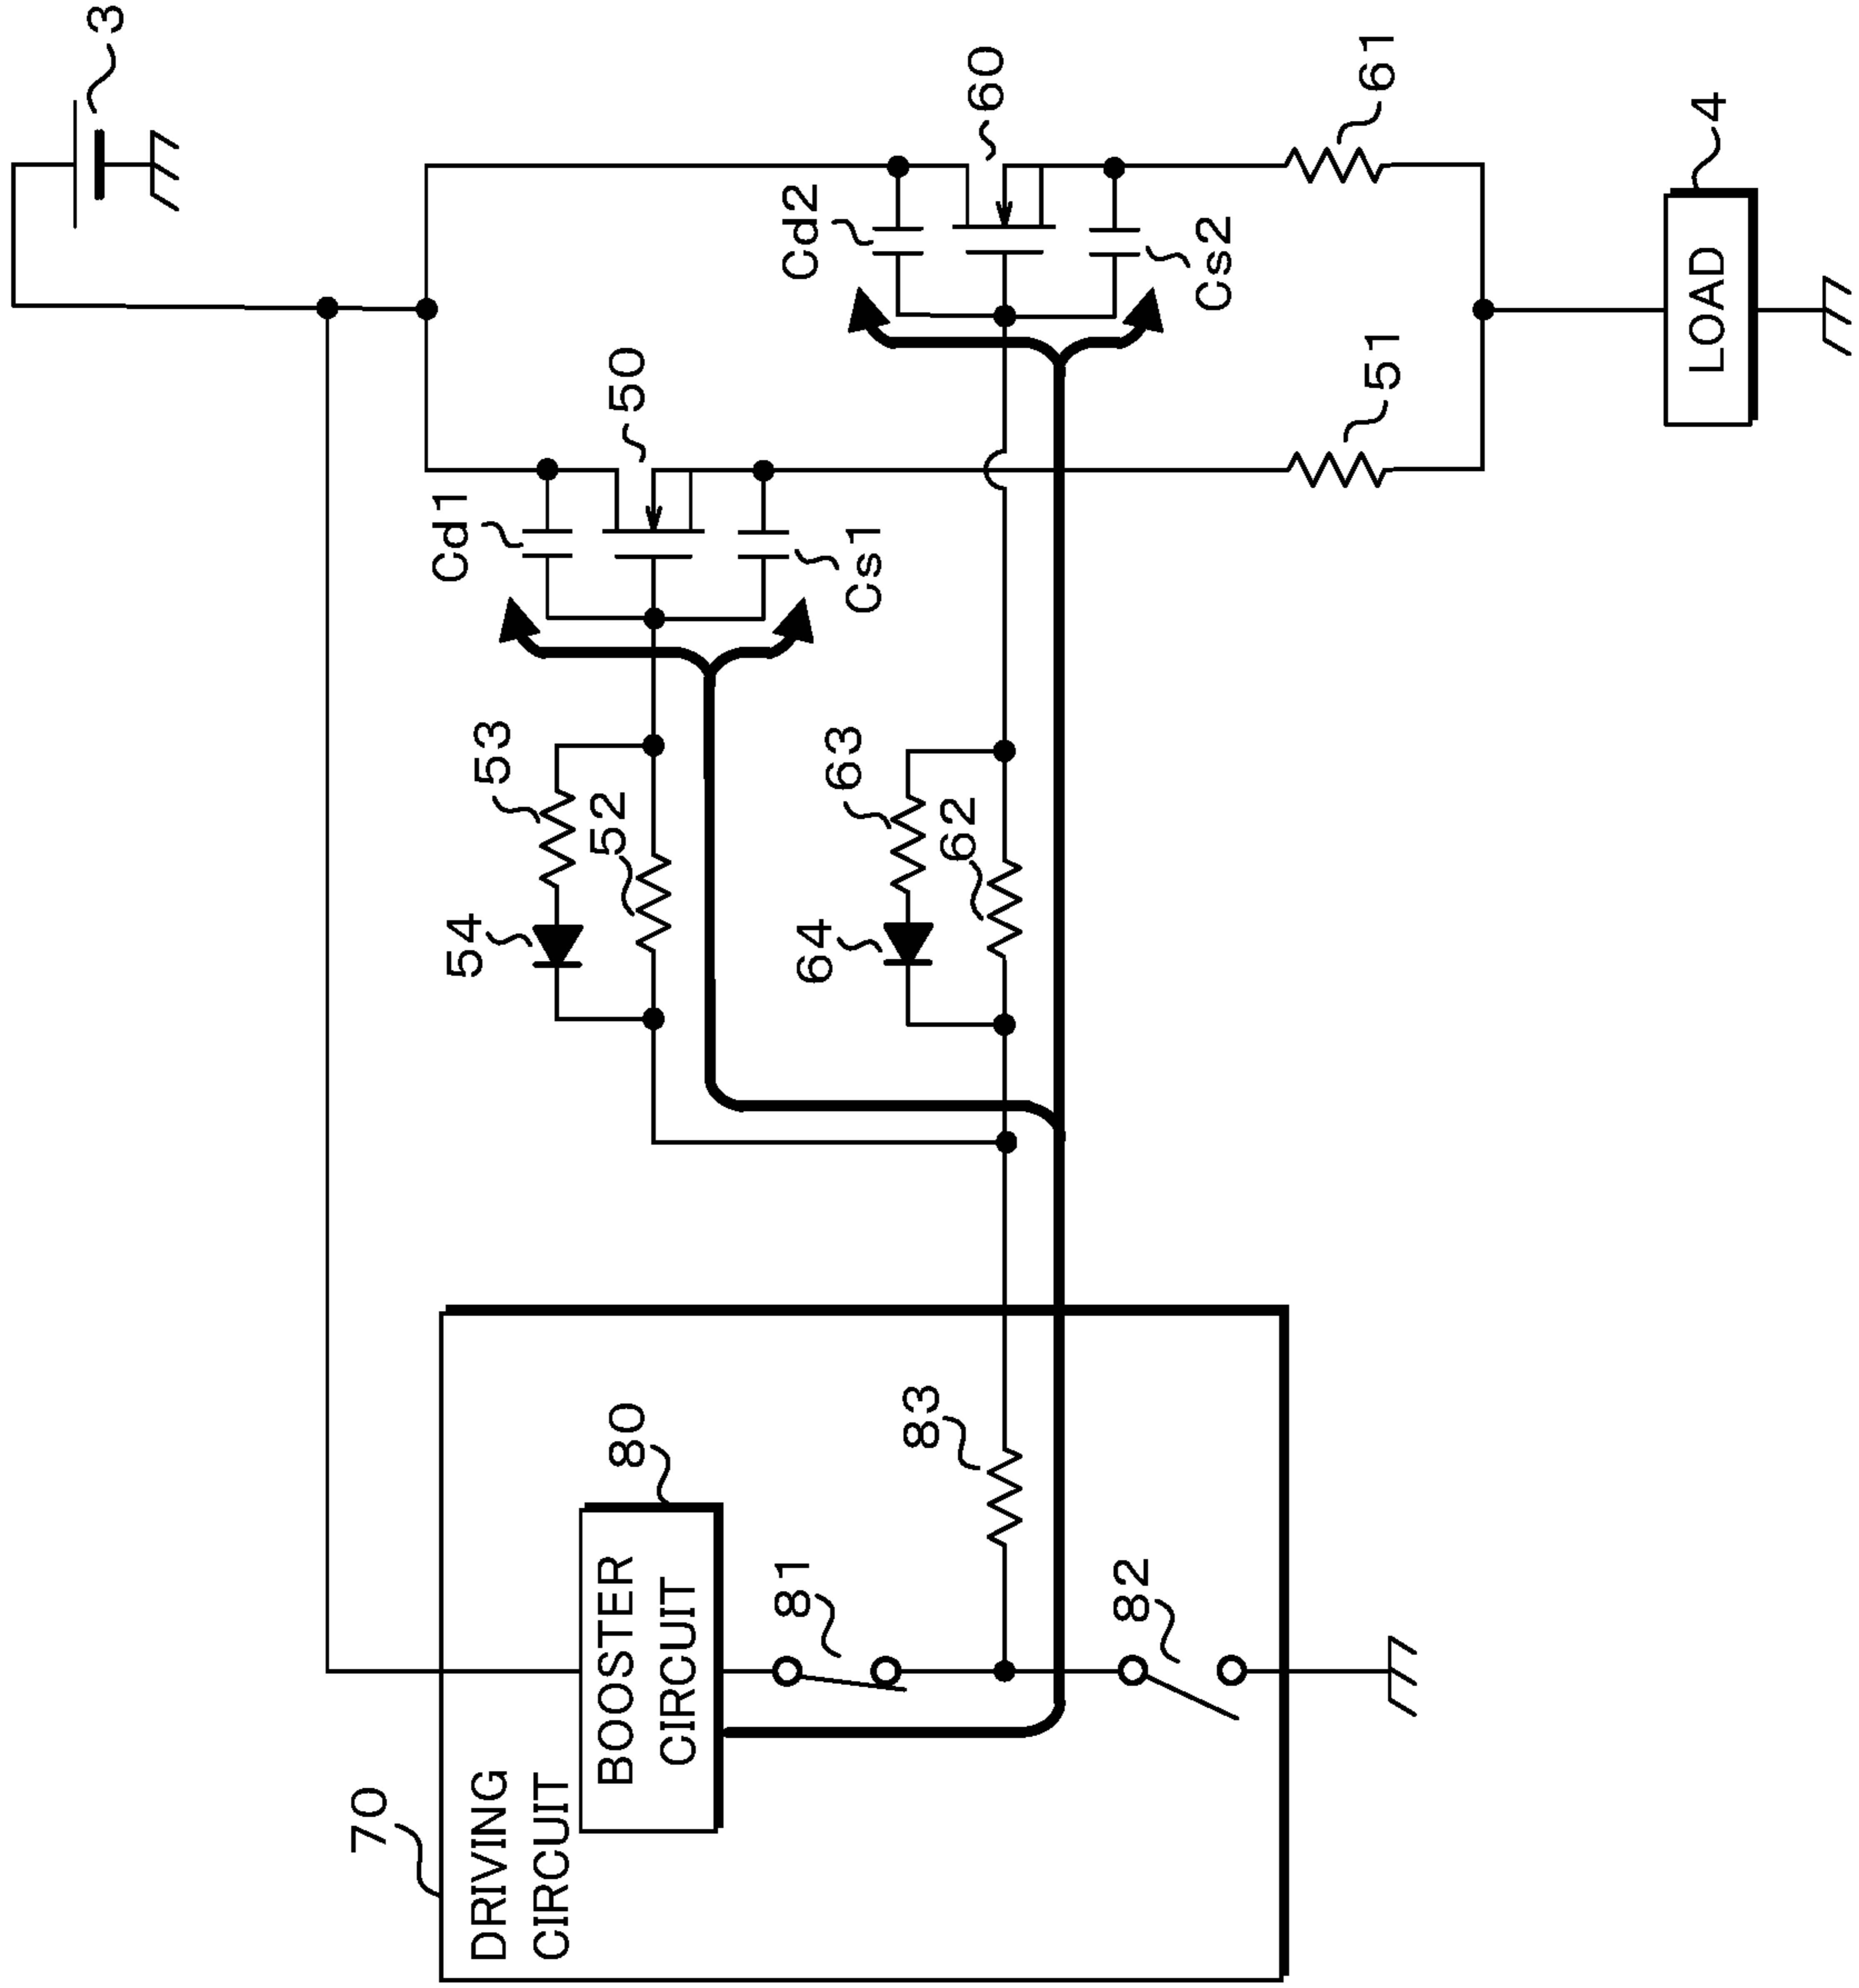 3
60
Cd2
Cs2
61
4
LOAD
50
Cd1
Cs1
51
53
52
54
63
62
64
70
DRIVING
CIRCUIT
80
BOOSTER
CIRCUIT
81
83
82